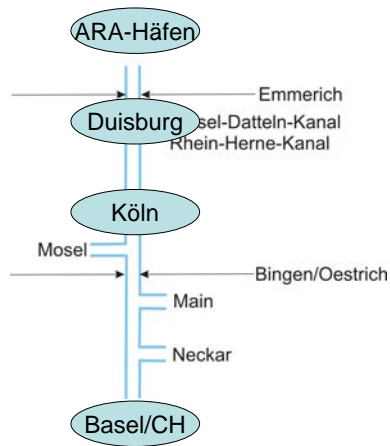 ARA-Häfen
Emmerich
Duisburg
sel-Datteln-Kanal
Rhein-Herne-Kanal
Köln
Mosel
Bingen/Oestrich
Main
Neckar
Basel/CH